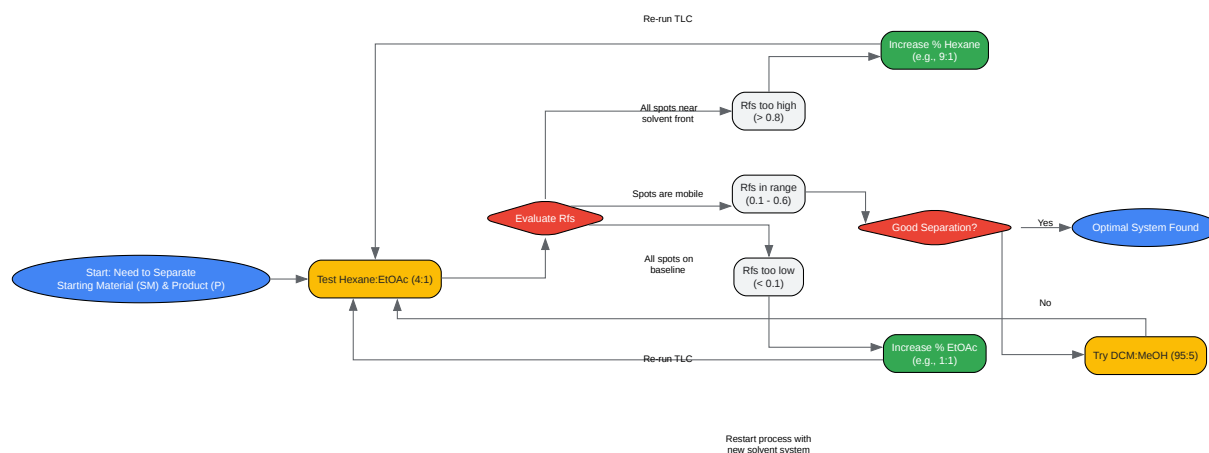 Re-run TLC
Increase % Hexane
(e.g., 9:1)
All spots near
solvent front
Rfs too high
(> 0.8)
Spots are mobile
Rfs in range
(0.1 - 0.6)
Evaluate Rfs
Good Separation?
Yes
Optimal System Found
All spots on
baseline
Rfs too low
(< 0.1)
Start: Need to Separate
Starting Material (SM) & Product (P)
Test Hexane:EtOAc (4:1)
No
Increase % EtOAc
(e.g., 1:1)
Re-run TLC
Try DCM:MeOH (95:5)
Restart process with
new solvent system